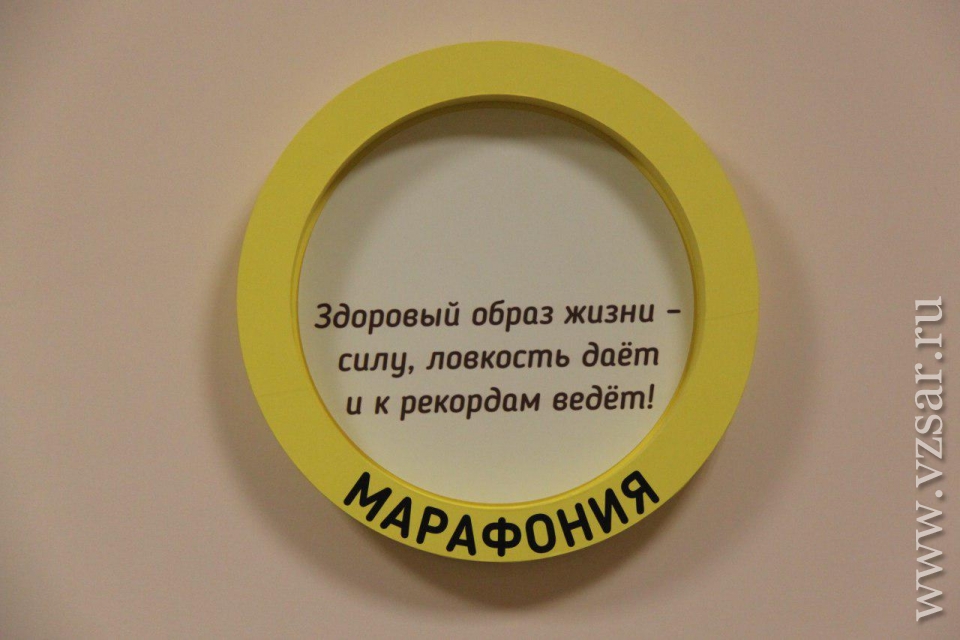 Здоровый образ жизни –
силу, ловкость даёт
и к рекордам ведёт!
МАРАФОНИЯ
www.vzsar.ru